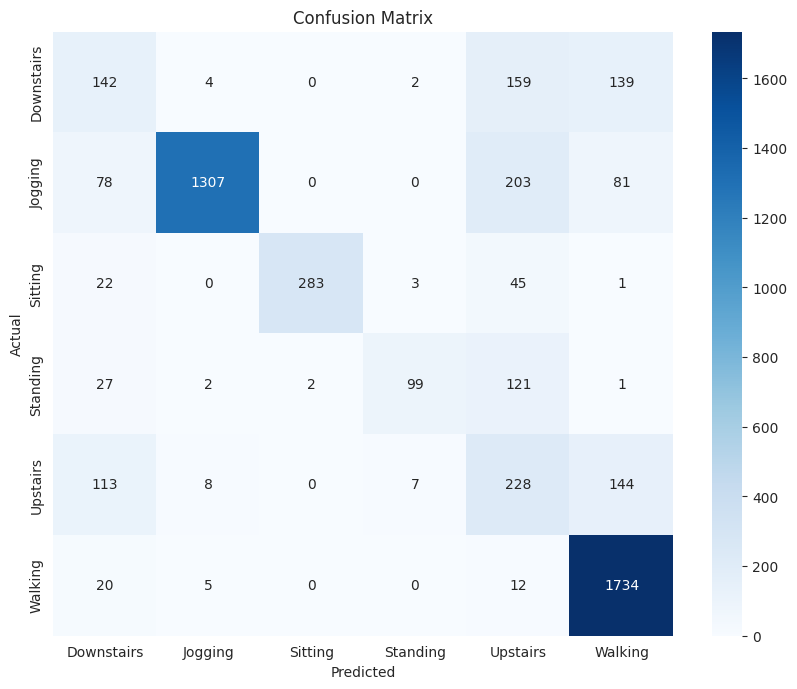 Confusion Matrix
Actual
Downstairs 142 4 0 2 159 139
Jogging 78 1307 0 0 203 81
Sitting 22 0 283 3 45 1
Standing 27 2 2 99 121 1
Upstairs 113 8 0 7 228 144
Walking 20 5 0 0 12 1734
Downstairs Jogging Sitting Standing Upstairs Walking
Predicted
1600
1400
1200
1000
800
600
400
200
0